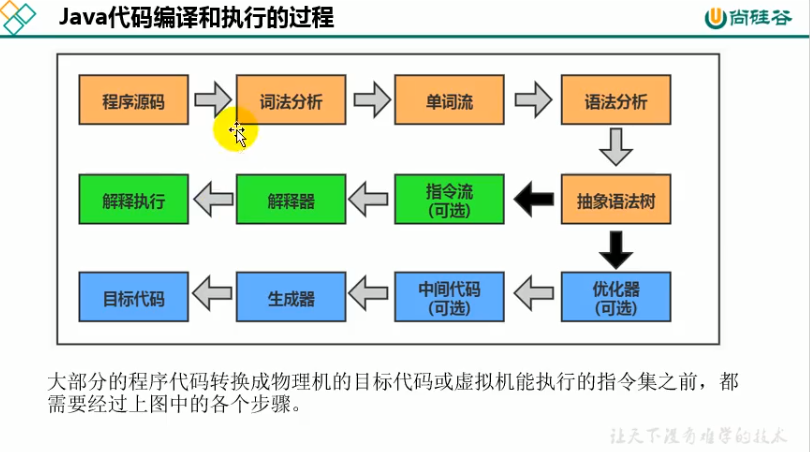 Java代码编译和执行的过程
尚硅谷
程序源码
词法分析
单词流
语法分析
解释执行
解释器
指令流
(可选)
抽象语法树
目标代码
生成器
中间代码
(可选)
优化器
(可选)
大部分的程序代码转换成物理机的目标代码或虚拟机能执行的指令集之前，都
需要经过上图中的各个步骤。
让天下没有难学的技术